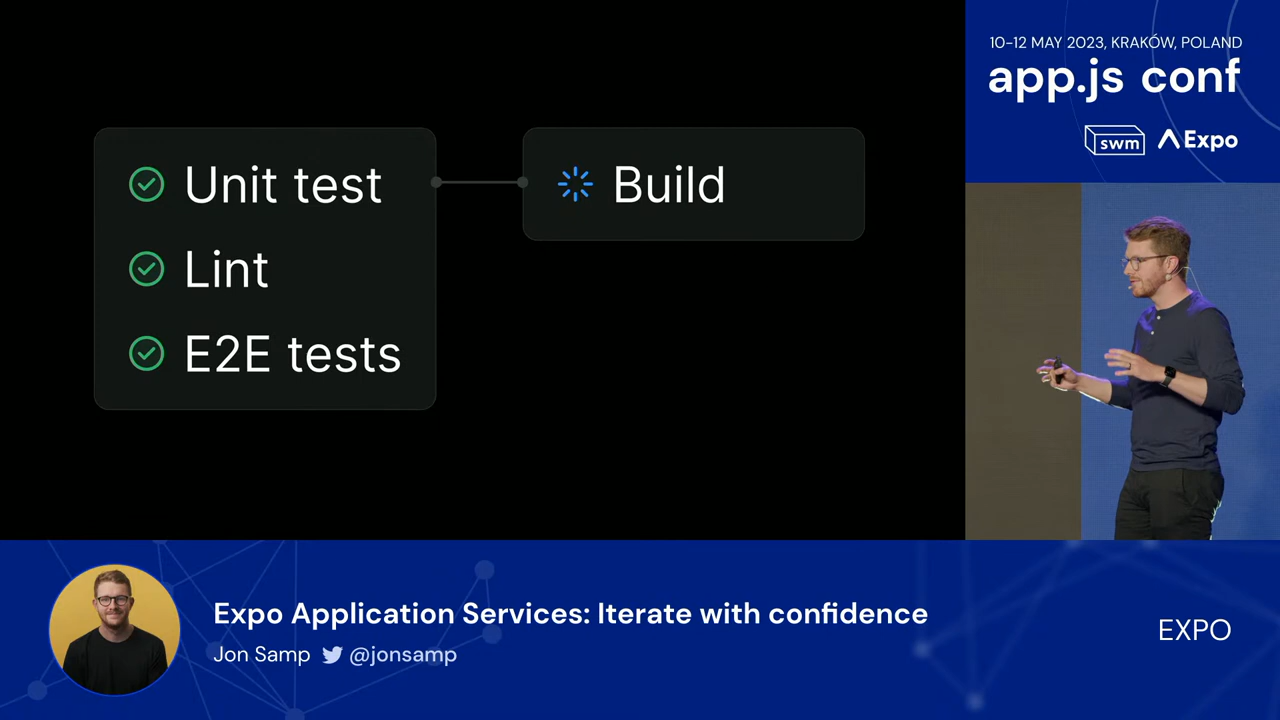 Unit test
Lint
E2E tests
Build
10-12 MAY 2023, KRAKÓW, POLAND
app.js conf
swm Expo
Expo Application Services: Iterate with confidence
Jon Samp @jonsamp
EXPO